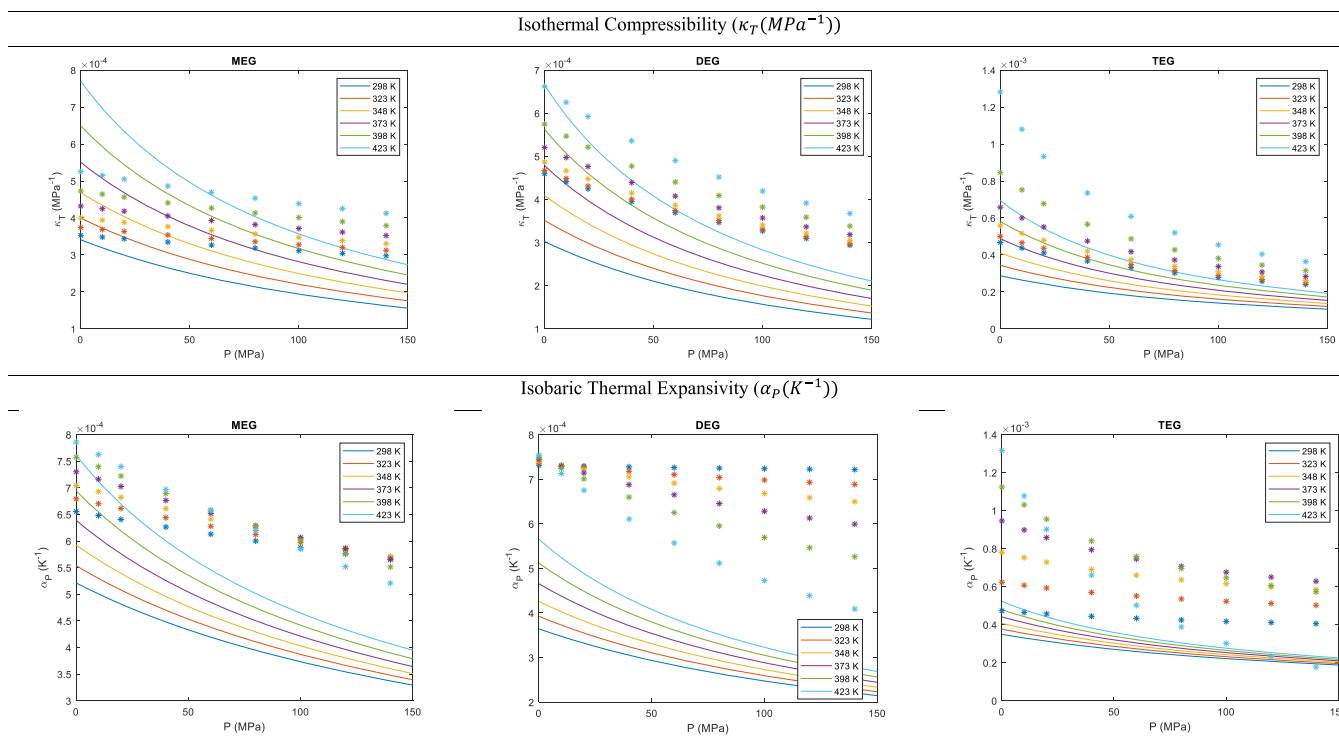 Isothermal Compressibility (κ_T(MPa⁻¹))
MEG
×10⁻⁴
8
7
6
5
4
3
2
1
κ_T (MPa⁻¹)
0
50
100
150
P (MPa)
298 K
323 K
348 K
373 K
398 K
423 K
DEG
×10⁻⁴
7
6
5
4
3
2
1
κ_T (MPa⁻¹)
0
50
100
150
P (MPa)
298 K
323 K
348 K
373 K
398 K
423 K
TEG
×10⁻³
1.4
1.2
1
0.8
0.6
0.4
0.2
0
κ_T (MPa⁻¹)
0
50
100
150
P (MPa)
298 K
323 K
348 K
373 K
398 K
423 K
Isobaric Thermal Expansivity (α_P(K⁻¹))
MEG
×10⁻⁴
8
7.5
7
6.5
6
5.5
5
4.5
4
3.5
3
α_P (K⁻¹)
0
50
100
150
P (MPa)
298 K
323 K
348 K
373 K
398 K
423 K
DEG
×10⁻⁴
8
7
6
5
4
3
2
α_P (K⁻¹)
0
50
100
150
P (MPa)
298 K
323 K
348 K
373 K
398 K
423 K
TEG
×10⁻³
1.4
1.2
1
0.8
0.6
0.4
0.2
0
α_P (K⁻¹)
0
50
100
P (MPa)
298 K
323 K
348 K
373 K
398 K
423 K